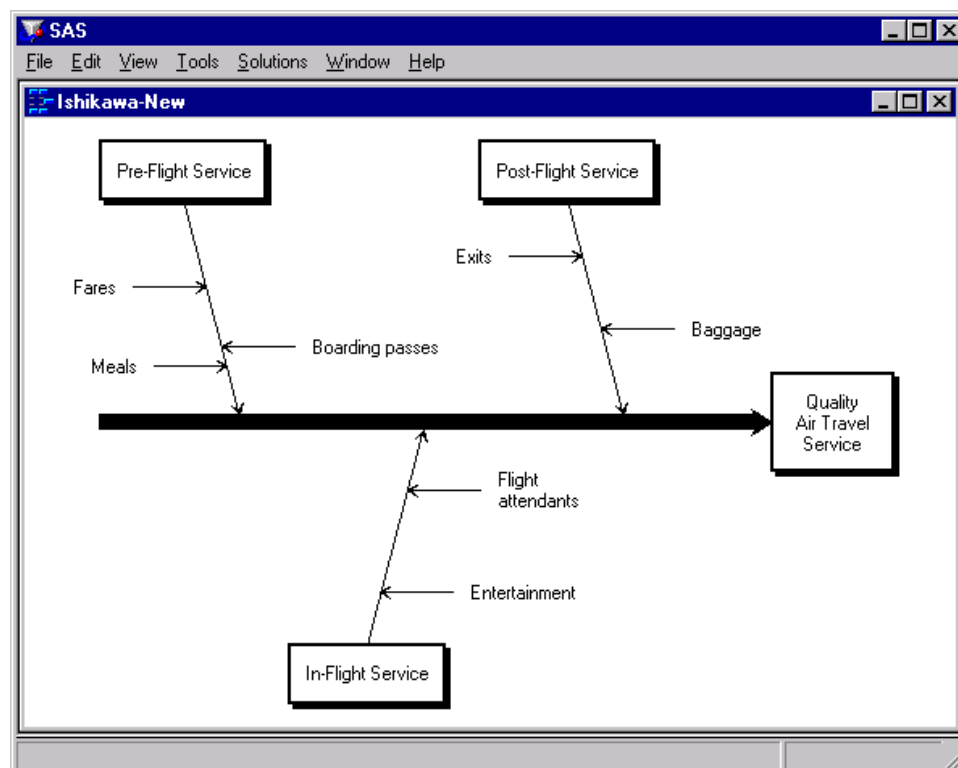 SAS
File Edit View Tools Solutions Window Help
Ishikawa-New
Pre-Flight Service
Post-Flight Service
Exits
Fares
Baggage
Boarding passes
Meals
Quality
Air Travel
Service
Flight
attendants
Entertainment
In-Flight Service